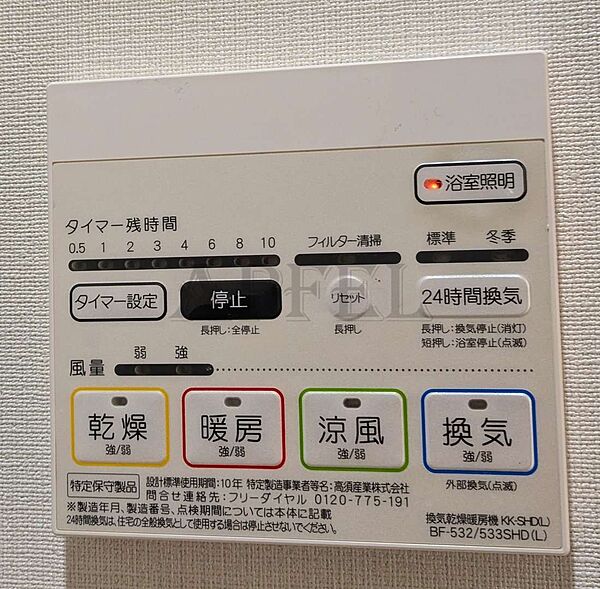 浴室照明
タイマー残時間
0.5 1 2 3 4 6 8 10
フィルター清掃
標準 冬季
タイマー設定
停止
リセット
24時間換気
長押し:全停止
長押し
長押し:換気停止(消灯)
短押し:浴室停止(点滅)
APFEL
風量 弱 強
乾燥
強/弱
暖房
強/弱
涼風
強/弱
換気
強/弱
外部換気(点滅)
特定保守製品
設計標準使用期間:10年 特定製造事業者等名:高須産業株式会社
問合せ連絡先:フリーダイヤル 0120-775-191
※製造年月、製造番号、点検期間については本体に記載
24時間換気は、住宅の全般換気として使用する場合は停止させないでください。
換気乾燥暖房機 KK-SHD(L)
BF-532/533SHD(L)